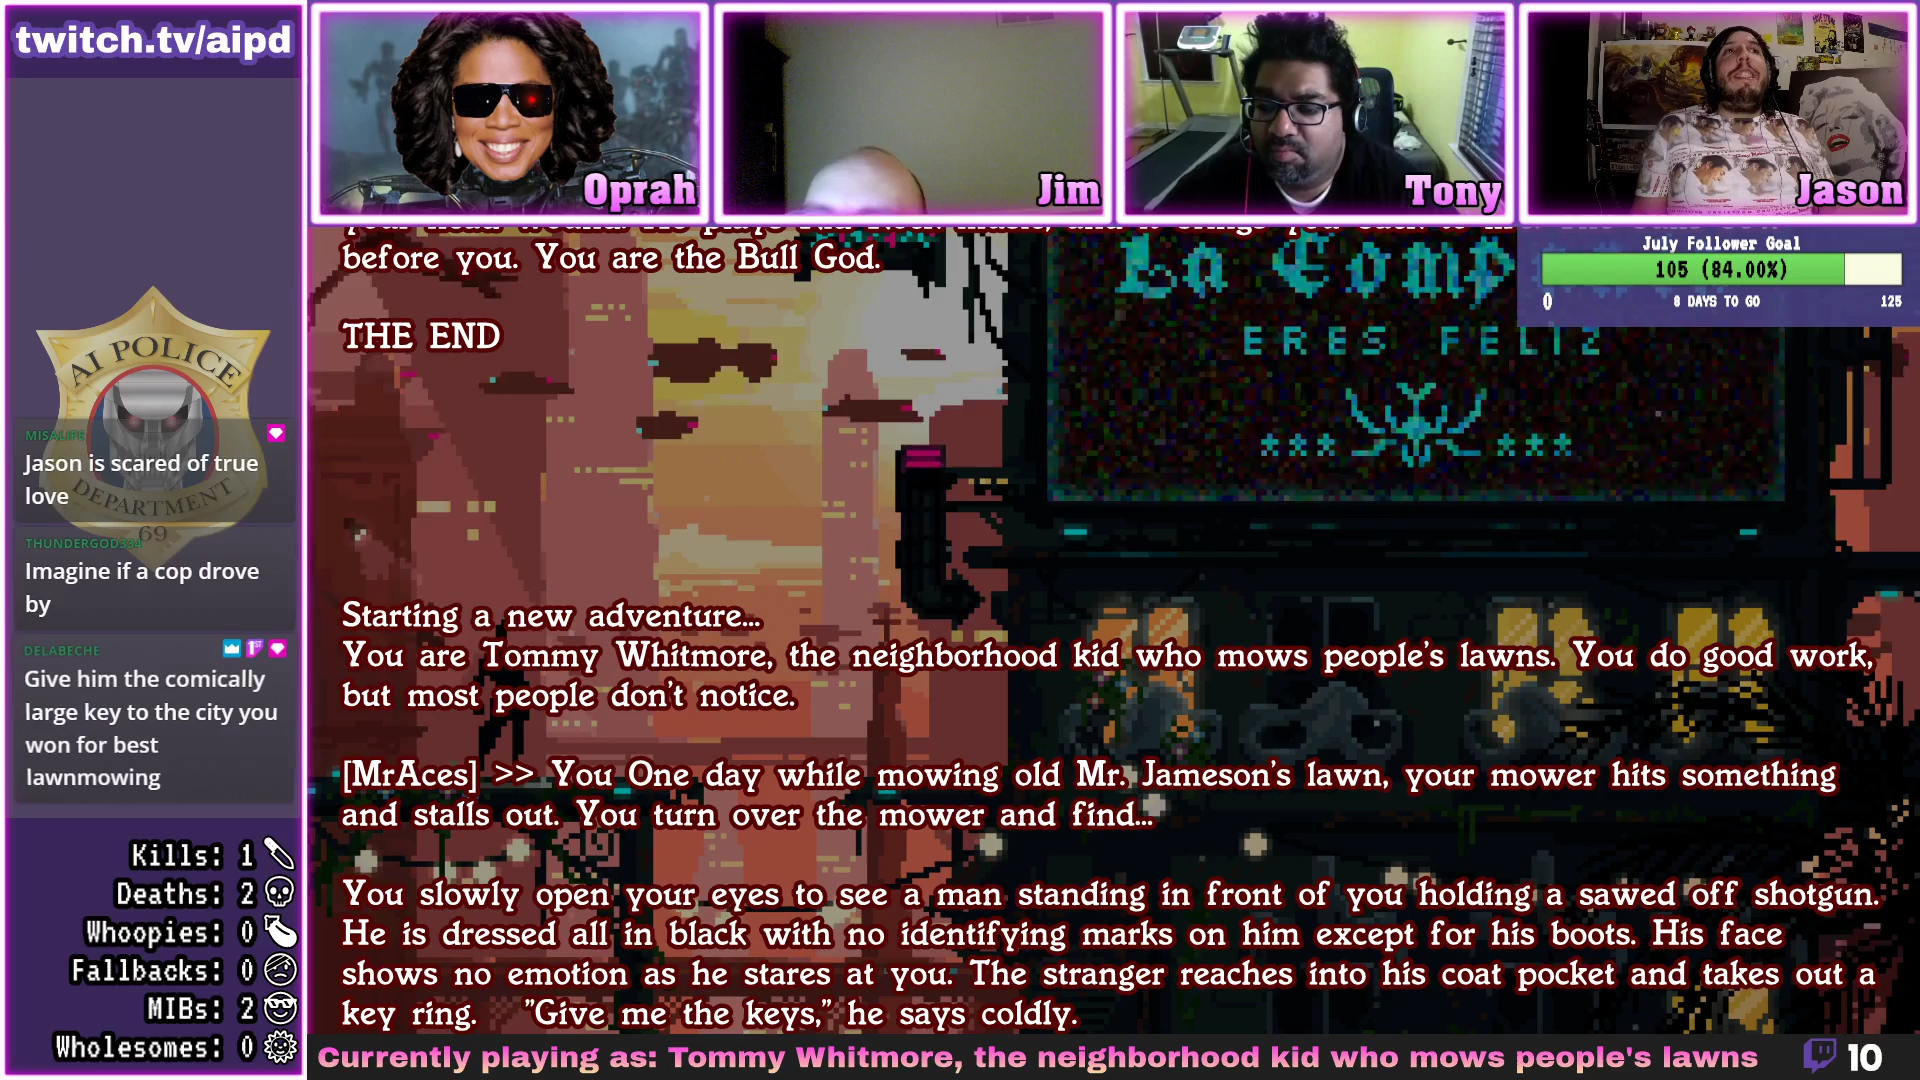 twitch.tv/aipd
Oprah
Jim
Tony
Jason
July Follower Goal
105 (84.00%)
0
8 DAYS TO GO
125
before you. You are the Bull God.
THE END
La Comp
ERES FELIZ
*** ***
AI POLICE
DEPARTMENT
69
MISALIFE
Jason is scared of true
love
THUNDERGOD334
Imagine if a cop drove
by
DELABECHE
1ST
Give him the comically
large key to the city you
won for best
lawnmowing
Starting a new adventure...
You are Tommy Whitmore, the neighborhood kid who mows people's lawns. You do good work,
but most people don't notice.
[MrAces] >> You One day while mowing old Mr. Jameson's lawn, your mower hits something
and stalls out. You turn over the mower and find...
You slowly open your eyes to see a man standing in front of you holding a sawed off shotgun.
He is dressed all in black with no identifying marks on him except for his boots. His face
shows no emotion as he stares at you. The stranger reaches into his coat pocket and takes out a
key ring. "Give me the keys," he says coldly.
Kills: 1
Deaths: 2
Whoopies: 0
Fallbacks: 0
MIBs: 2
Wholesomes: 0
Currently playing as: Tommy Whitmore, the neighborhood kid who mows people's lawns
10